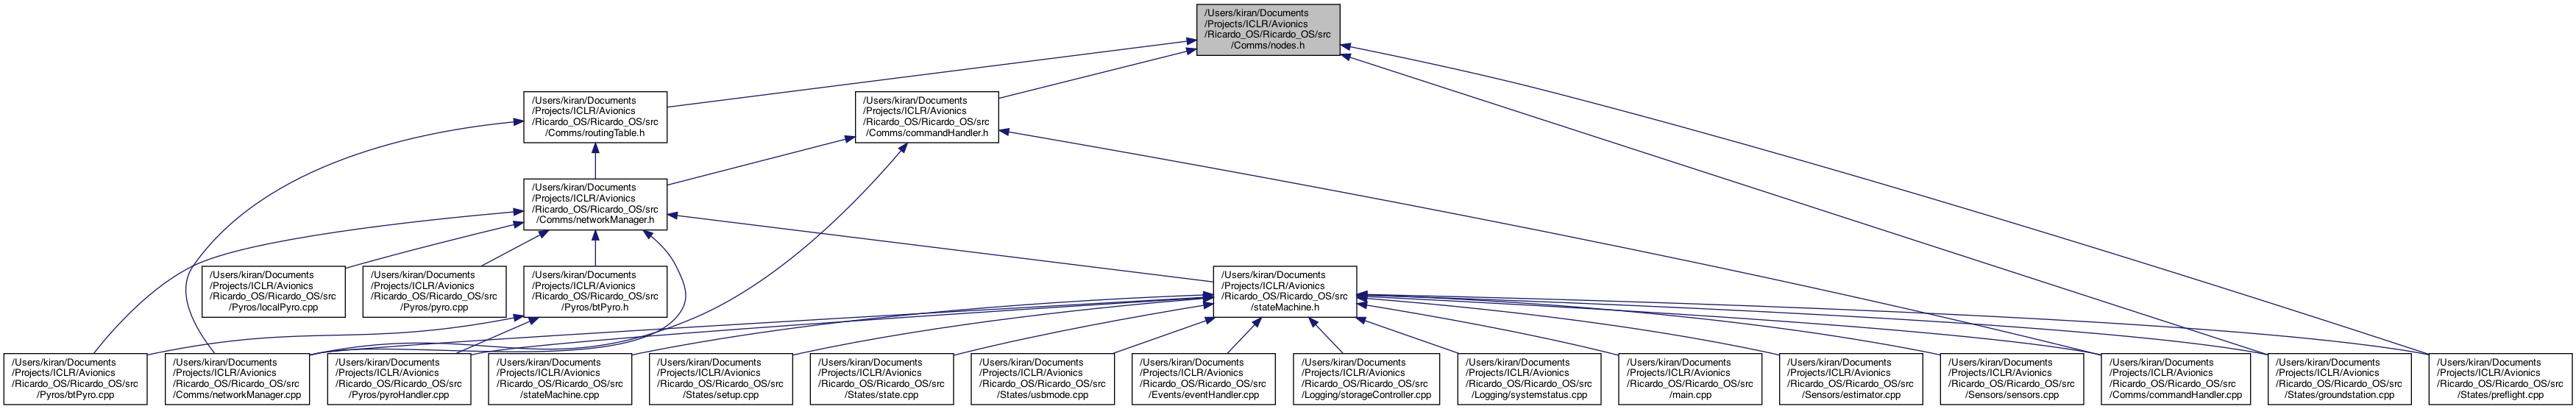 /Users/kiran/Documents
/Projects/ICLR/Avionics
/Ricardo_OS/Ricardo_OS/src
/Comms/nodes.h
/Users/kiran/Documents
/Projects/ICLR/Avionics
/Ricardo_OS/Ricardo_OS/src
/Comms/routingTable.h
/Users/kiran/Documents
/Projects/ICLR/Avionics
/Ricardo_OS/Ricardo_OS/src
/Comms/commandHandler.h
/Users/kiran/Documents
/Projects/ICLR/Avionics
/Ricardo_OS/Ricardo_OS/src
/Comms/networkManager.h
/Users/kiran/Documents
/Projects/ICLR/Avionics
/Ricardo_OS/Ricardo_OS/src
/Pyros/localPyro.cpp
/Users/kiran/Documents
/Projects/ICLR/Avionics
/Ricardo_OS/Ricardo_OS/src
/Pyros/pyro.cpp
/Users/kiran/Documents
/Projects/ICLR/Avionics
/Ricardo_OS/Ricardo_OS/src
/Pyros/btPyro.h
/Users/kiran/Documents
/Projects/ICLR/Avionics
/Ricardo_OS/Ricardo_OS/src
/stateMachine.h
/Users/kiran/Documents
/Projects/ICLR/Avionics
/Ricardo_OS/Ricardo_OS/src
/Pyros/btPyro.cpp
/Users/kiran/Documents
/Projects/ICLR/Avionics
/Ricardo_OS/Ricardo_OS/src
/Comms/networkManager.cpp
/Users/kiran/Documents
/Projects/ICLR/Avionics
/Ricardo_OS/Ricardo_OS/src
/Pyros/pyroHandler.cpp
/Users/kiran/Documents
/Projects/ICLR/Avionics
/Ricardo_OS/Ricardo_OS/src
/stateMachine.cpp
/Users/kiran/Documents
/Projects/ICLR/Avionics
/Ricardo_OS/Ricardo_OS/src
/States/setup.cpp
/Users/kiran/Documents
/Projects/ICLR/Avionics
/Ricardo_OS/Ricardo_OS/src
/States/state.cpp
/Users/kiran/Documents
/Projects/ICLR/Avionics
/Ricardo_OS/Ricardo_OS/src
/States/usbmode.cpp
/Users/kiran/Documents
/Projects/ICLR/Avionics
/Ricardo_OS/Ricardo_OS/src
/Events/eventHandler.cpp
/Users/kiran/Documents
/Projects/ICLR/Avionics
/Ricardo_OS/Ricardo_OS/src
/Logging/storageController.cpp
/Users/kiran/Documents
/Projects/ICLR/Avionics
/Ricardo_OS/Ricardo_OS/src
/Logging/systemstatus.cpp
/Users/kiran/Documents
/Projects/ICLR/Avionics
/Ricardo_OS/Ricardo_OS/src
/main.cpp
/Users/kiran/Documents
/Projects/ICLR/Avionics
/Ricardo_OS/Ricardo_OS/src
/Sensors/estimator.cpp
/Users/kiran/Documents
/Projects/ICLR/Avionics
/Ricardo_OS/Ricardo_OS/src
/Sensors/sensors.cpp
/Users/kiran/Documents
/Projects/ICLR/Avionics
/Ricardo_OS/Ricardo_OS/src
/Comms/commandHandler.cpp
/Users/kiran/Documents
/Projects/ICLR/Avionics
/Ricardo_OS/Ricardo_OS/src
/States/groundstation.cpp
/Users/kiran/Documents
/Projects/ICLR/Avionics
/Ricardo_OS/Ricardo_OS/src
/States/preflight.cpp